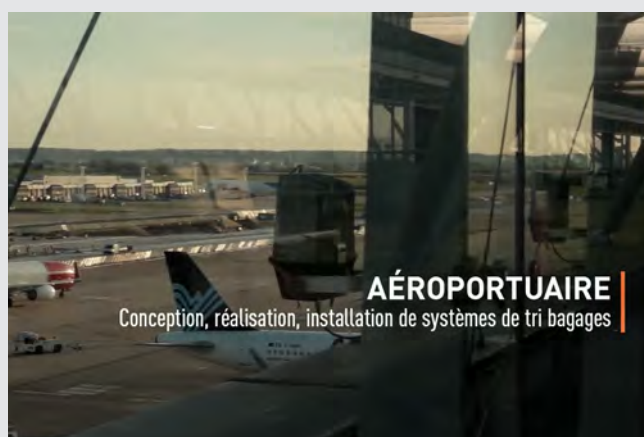 AÉROPORTUAIRE
Conception, réalisation, installation de systèmes de tri bagages